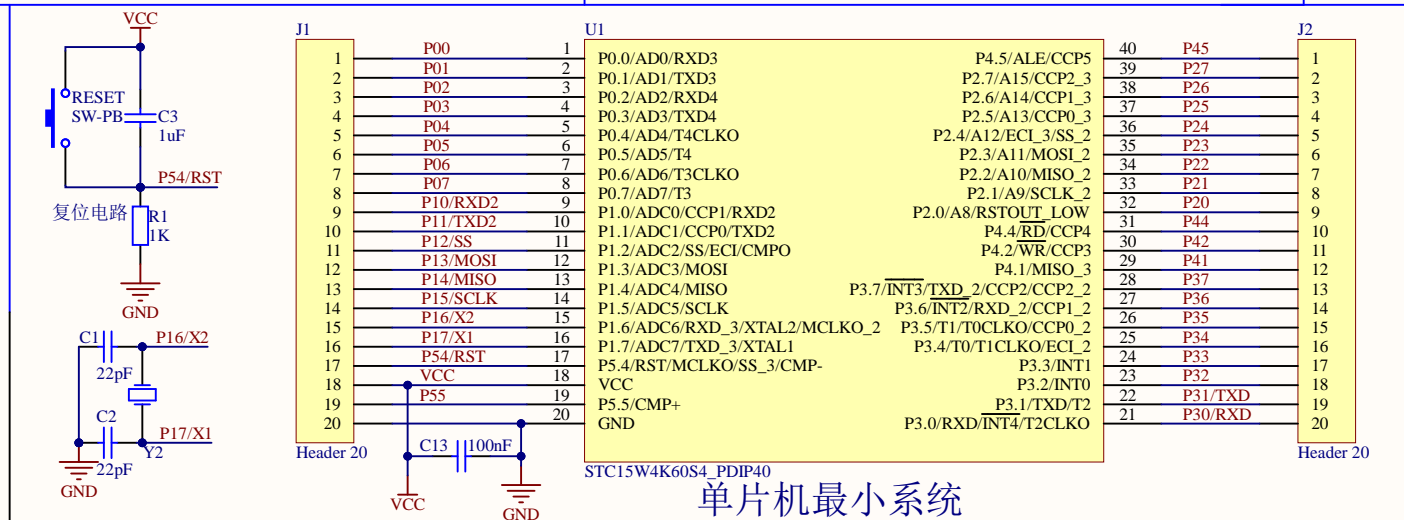 VCC
RESET
SW-PB
C3
1uF
P54/RST
复位电路
R1
1K
GND
C1
P16/X2
22pF
C2
P17/X1
Y2
22pF
GND
J1
1
2
3
4
5
6
7
8
9
10
11
12
13
14
15
16
17
18
19
20
Header 20
P00 1
P01 2
P02 3
P03 4
P04 5
P05 6
P06 7
P07 8
P10/RXD2 9
P11/TXD2 10
P12/SS 11
P13/MOSI 12
P14/MISO 13
P15/SCLK 14
P16/X2 15
P17/X1 16
P54/RST 17
VCC 18
P55 19
20
C13 100nF
VCC
GND
U1
P0.0/AD0/RXD3
P0.1/AD1/TXD3
P0.2/AD2/RXD4
P0.3/AD3/TXD4
P0.4/AD4/T4CLKO
P0.5/AD5/T4
P0.6/AD6/T3CLKO
P0.7/AD7/T3
P1.0/ADC0/CCP1/RXD2
P1.1/ADC1/CCP0/TXD2
P1.2/ADC2/SS/ECI/CMPO
P1.3/ADC3/MOSI
P1.4/ADC4/MISO
P1.5/ADC5/SCLK
P1.6/ADC6/RXD_3/XTAL2/MCLKO_2
P1.7/ADC7/TXD_3/XTAL1
P5.4/RST/MCLKO/SS_3/CMP-
VCC
P5.5/CMP+
GND
P4.5/ALE/CCP5
P2.7/A15/CCP2_3
P2.6/A14/CCP1_3
P2.5/A13/CCP0_3
P2.4/A12/ECI_3/SS_2
P2.3/A11/MOSI_2
P2.2/A10/MISO_2
P2.1/A9/SCLK_2
P2.0/A8/RSTOUT_LOW
P4.4/RD/CCP4
P4.2/WR/CCP3
P4.1/MISO_3
P3.7/INT3/TXD_2/CCP2/CCP2_2
P3.6/INT2/RXD_2/CCP1_2
P3.5/T1/T0CLKO/CCP0_2
P3.4/T0/T1CLKO/ECI_2
P3.3/INT1
P3.2/INT0
P3.1/TXD/T2
P3.0/RXD/INT4/T2CLKO
STC15W4K60S4_PDIP40
40 P45
39 P27
38 P26
37 P25
36 P24
35 P23
34 P22
33 P21
32 P20
31 P44
30 P42
29 P41
28 P37
27 P36
26 P35
25 P34
24 P33
23 P32
22 P31/TXD
21 P30/RXD
J2
1
2
3
4
5
6
7
8
9
10
11
12
13
14
15
16
17
18
19
20
Header 20
单片机最小系统